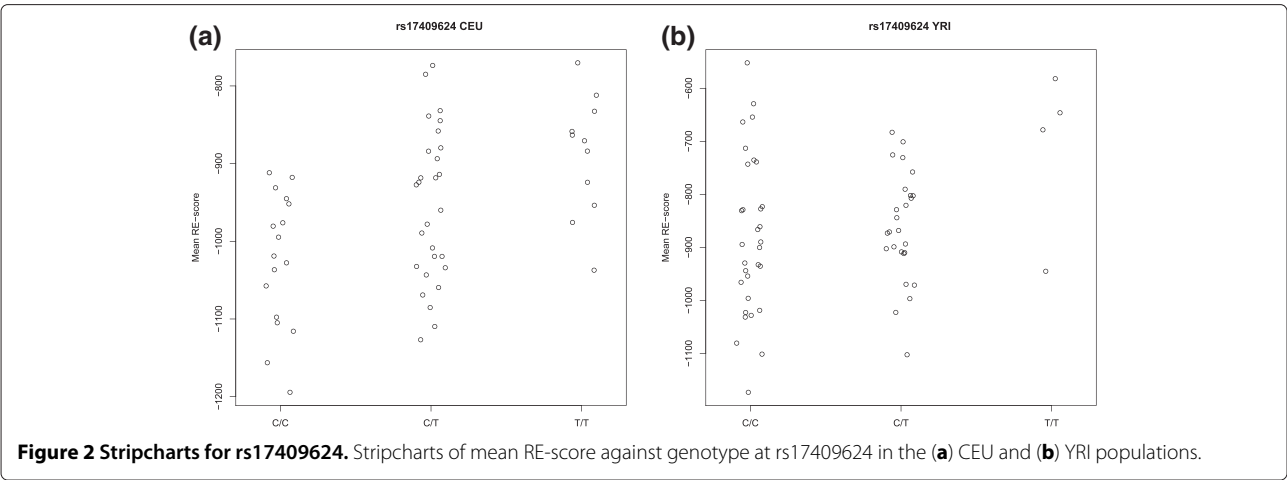 (a)
rs17409624 CEU
Mean RE−score
−800
−900
−1000
−1100
−1200
C/C
C/T
T/T
(b)
rs17409624 YRI
Mean RE−score
−600
−700
−800
−900
−1000
−1100
C/C
C/T
T/T
Figure 2 Stripcharts for rs17409624. Stripcharts of mean RE-score against genotype at rs17409624 in the (a) CEU and (b) YRI populations.